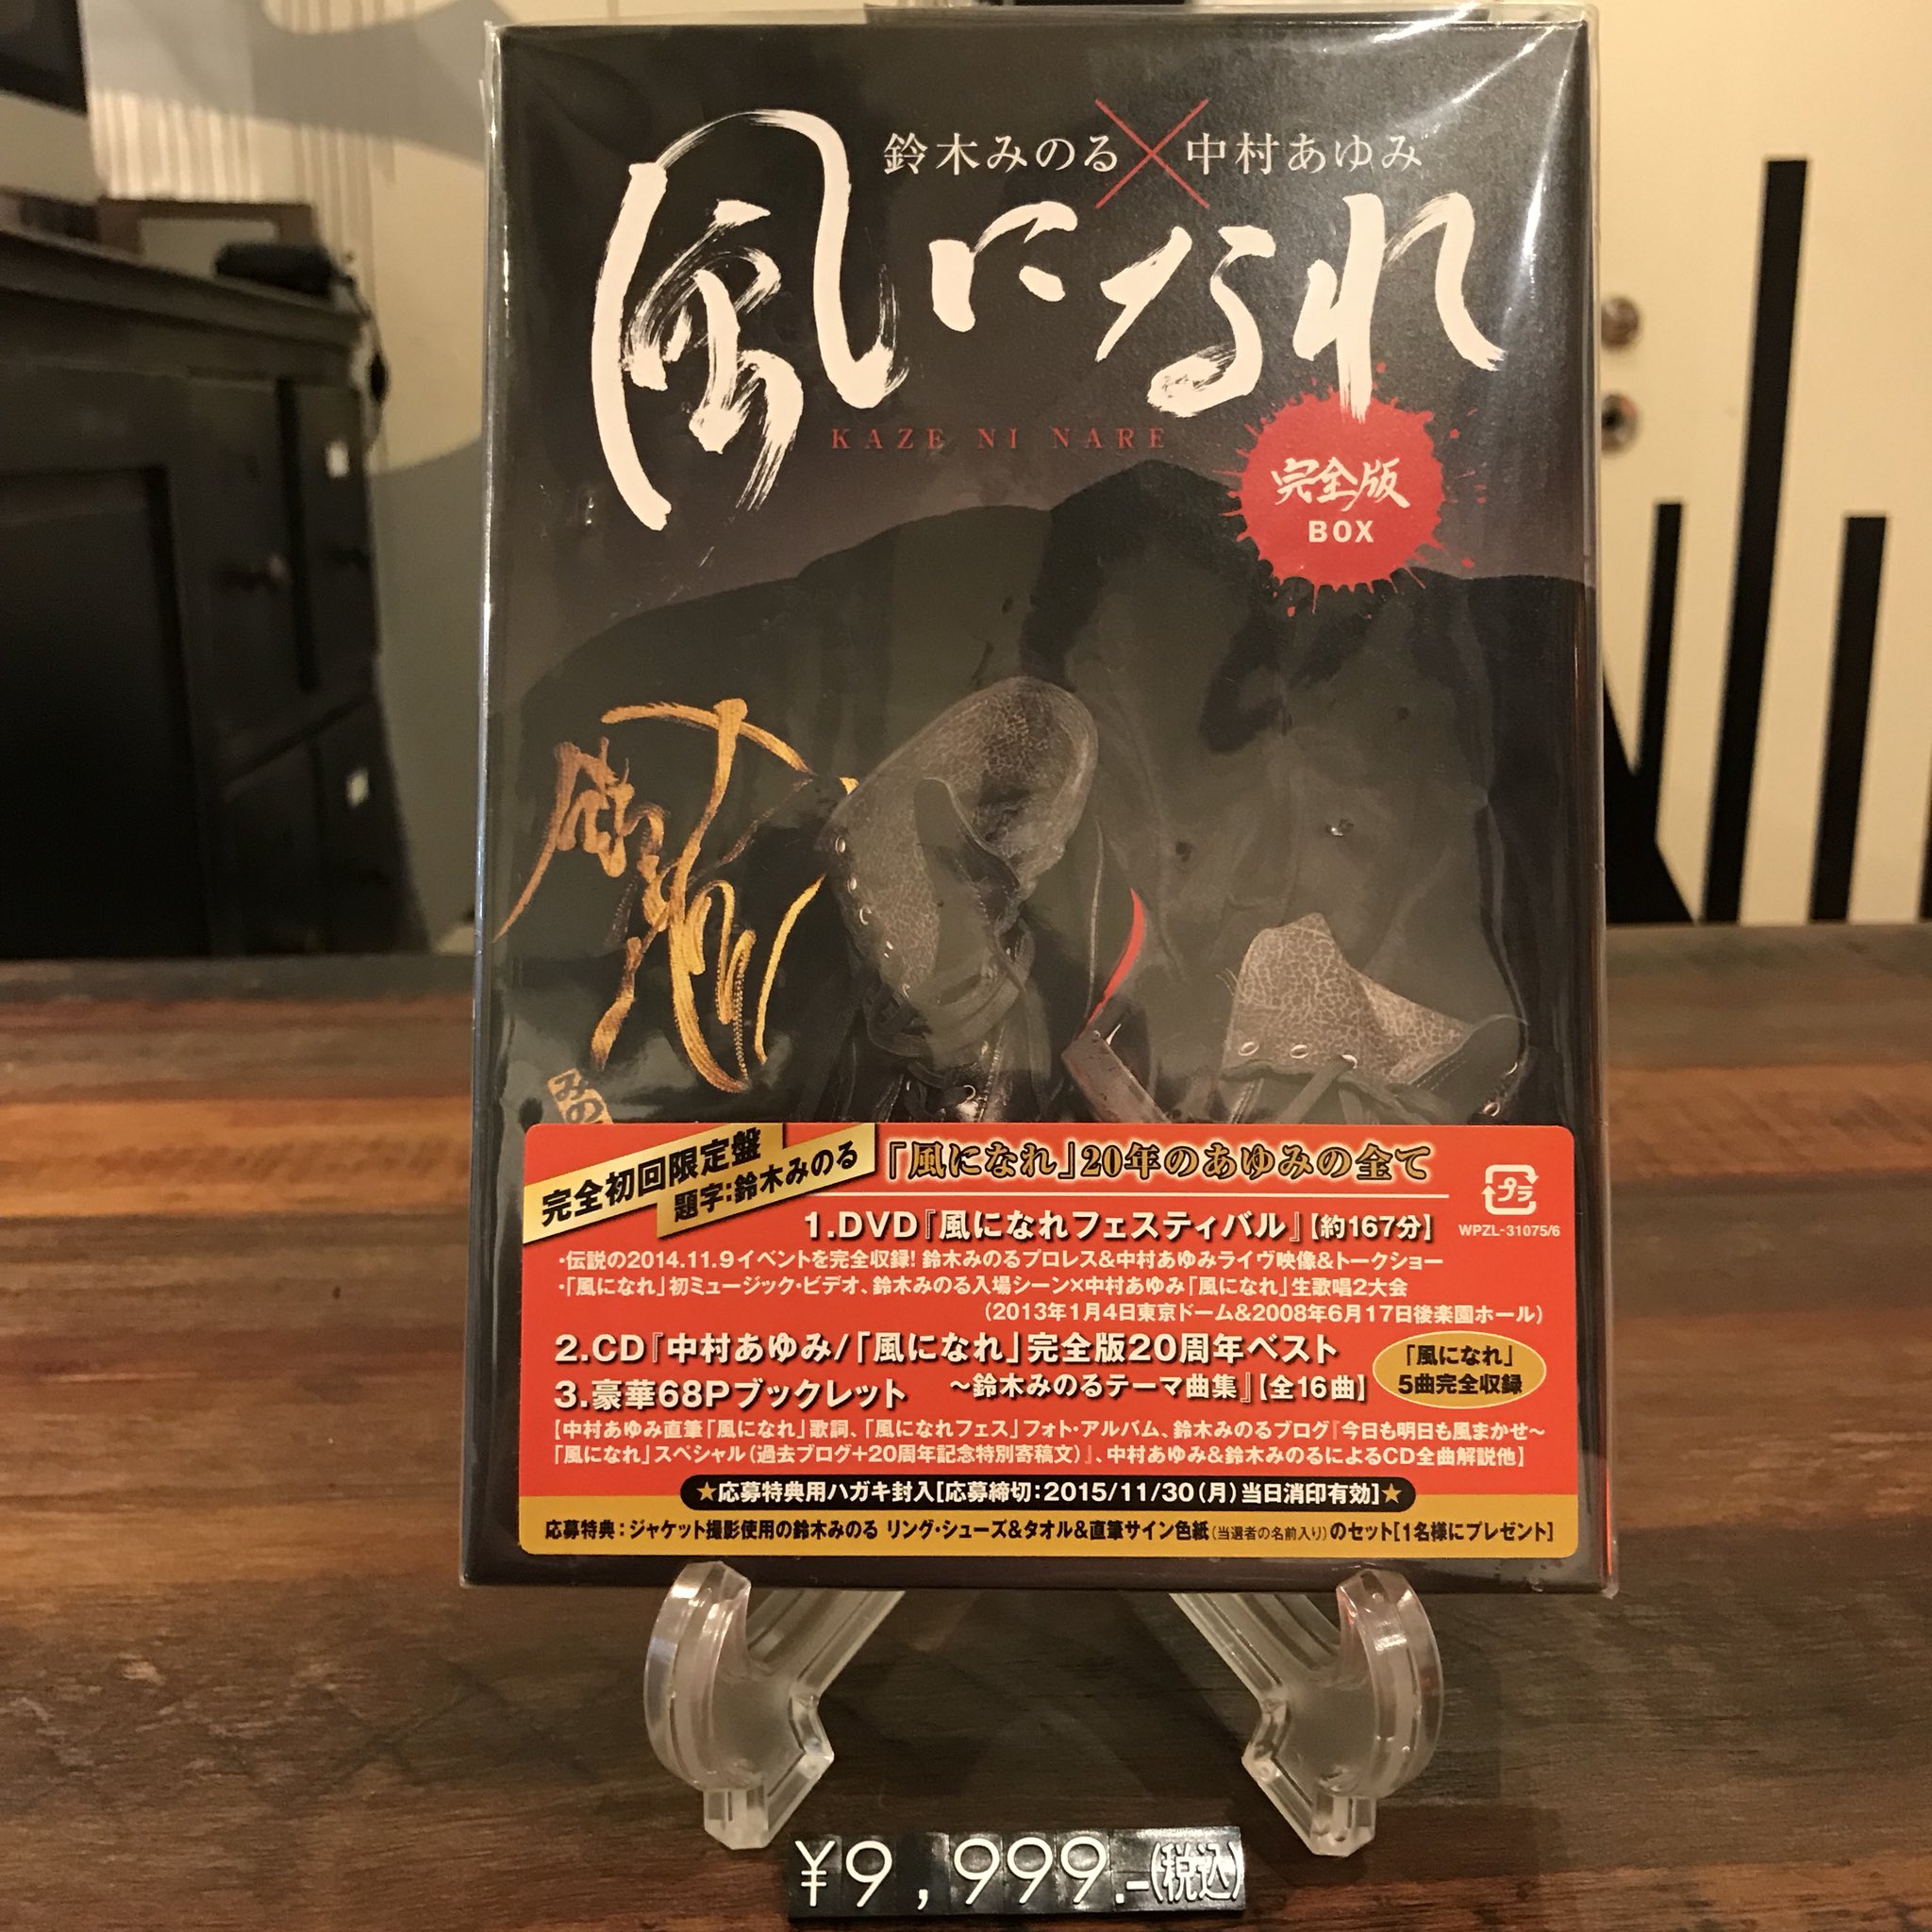 鈴木みのる×中村あゆみ
風になれ
KAZE NI NARE
完全版
BOX
みの
完全初回限定盤
題字:鈴木みのる
『風になれ』20年のあゆみの全て
プラ
WPZL-31075/6
1.DVD『風になれフェスティバル』【約167分】
・伝説の2014.11.9イベントを完全収録! 鈴木みのるプロレス&中村あゆみライヴ映像&トークショー
・「風になれ」初ミュージック・ビデオ、鈴木みのる入場シーン×中村あゆみ「風になれ」生歌唱2大会
(2013年1月4日東京ドーム&2008年6月17日後楽園ホール)
2.CD『中村あゆみ/「風になれ」完全版20周年ベスト
～鈴木みのるテーマ曲集』【全16曲】
「風になれ」
5曲完全収録
3.豪華68Pブックレット
【中村あゆみ直筆「風になれ」歌詞、「風になれフェス」フォト・アルバム、鈴木みのるブログ『今日も明日も風まかせ～
「風になれ」スペシャル(過去ブログ+20周年記念特別寄稿文)』、中村あゆみ&鈴木みのるによるCD全曲解説他】
★応募特典用ハガキ封入[応募締切:2015/11/30(月)当日消印有効]★
応募特典:ジャケット撮影使用の鈴木みのる リング・シューズ&タオル&直筆サイン色紙(当選者の名前入り)のセット[1名様にプレゼント]
¥9,999.-(税込)